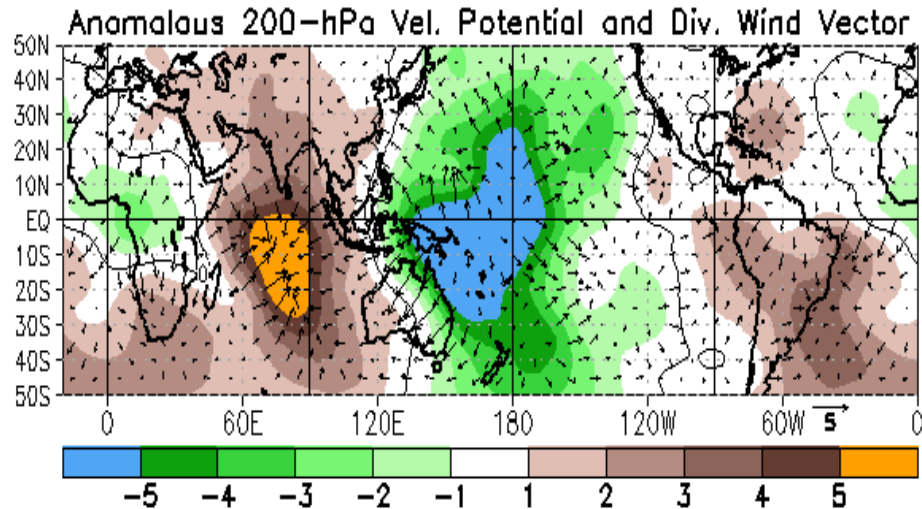 Anomalous 200-hPa Vel. Potential and Div. Wind Vector
50N
40N
30N
20N
10N
EQ
10S
20S
30S
40S
50S
0 60E 120E 180 120W 60W 0
5
0
-5 -4 -3 -2 -1 1 2 3 4 5